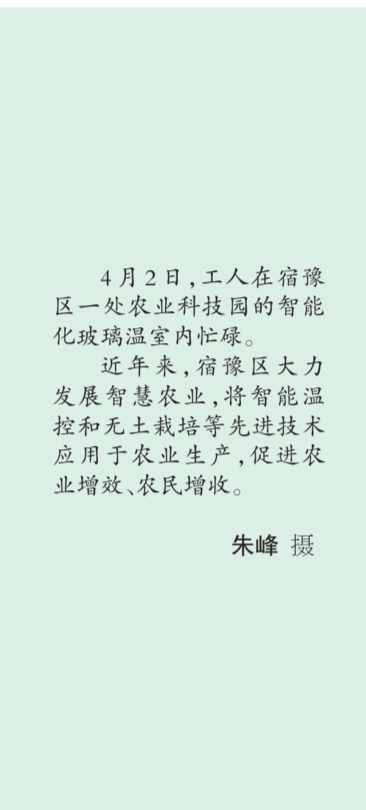 4月2日，工人在宿豫
区一处农业科技园的智能
化玻璃温室内忙碌。
近年来，宿豫区大力
发展智慧农业，将智能温
控和无土栽培等先进技术
应用于农业生产，促进农
业增效、农民增收。
朱峰 摄